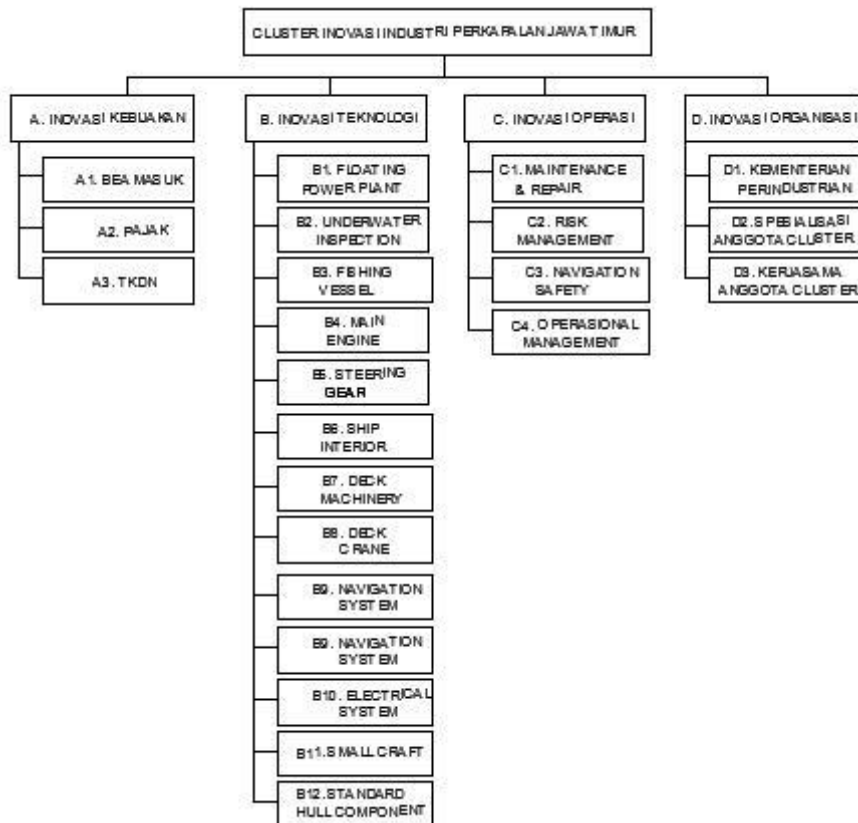 CLUSTER INOVASI INDUSTRI PERKAPALAN JAWA TIMUR
A. INOVASI KEBIJAKAN
A1. BEA MASUK
A2. PAJAK
A3. TKDN
B. INOVASI TEKNOLOGI
B1. FLOATING
POWER PLANT
B2. UNDERWATER
INSPECTION
B3. FISHING
VESSEL
B4. MAIN
ENGINE
B5. STEERING
GEAR
B6. SHIP
INTERIOR
B7. DECK
MACHINERY
B8. DECK
CRANE
B9. NAVIGATION
SYSTEM
B9. NAVIGATION
SYSTEM
B10. ELECTRICAL
SYSTEM
B11. SMALL CRAFT
B12. STANDARD
HULL COMPONENT
C. INOVASI OPERASI
C1. MAINTENANCE
& REPAIR
C2. RISK
MANAGEMENT
C3. NAVIGATION
SAFETY
C4. OPERASIONAL
MANAGEMENT
D. INOVASI ORGANISASI
D1. KEMENTERIAN
PERINDUSTRIAN
D2. SPESIALISASI
ANGGOTA CLUSTER
D3. KERJASAMA
ANGGOTA CLUSTER